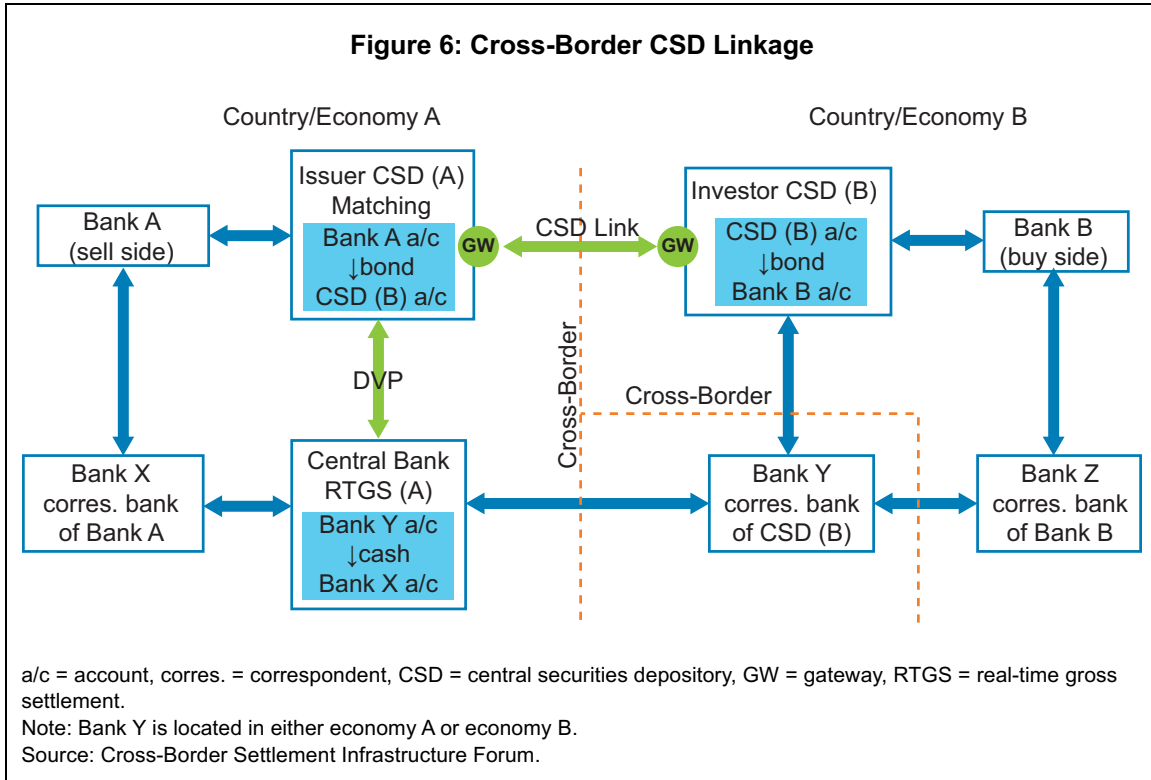 Figure 6: Cross-Border CSD Linkage
Country/Economy A
Country/Economy B
Bank A
(sell side)
Issuer CSD (A)
Matching
Bank A a/c
↓bond
CSD (B) a/c
GW
CSD Link
GW
Investor CSD (B)
CSD (B) a/c
↓bond
Bank B a/c
Bank B
(buy side)
DVP
Cross-Border
Cross-Border
Bank X
corres. bank
of Bank A
Central Bank
RTGS (A)
Bank Y a/c
↓cash
Bank X a/c
Bank Y
corres. bank
of CSD (B)
Bank Z
corres. bank
of Bank B
a/c = account, corres. = correspondent, CSD = central securities depository, GW = gateway, RTGS = real-time gross
settlement.
Note: Bank Y is located in either economy A or economy B.
Source: Cross-Border Settlement Infrastructure Forum.